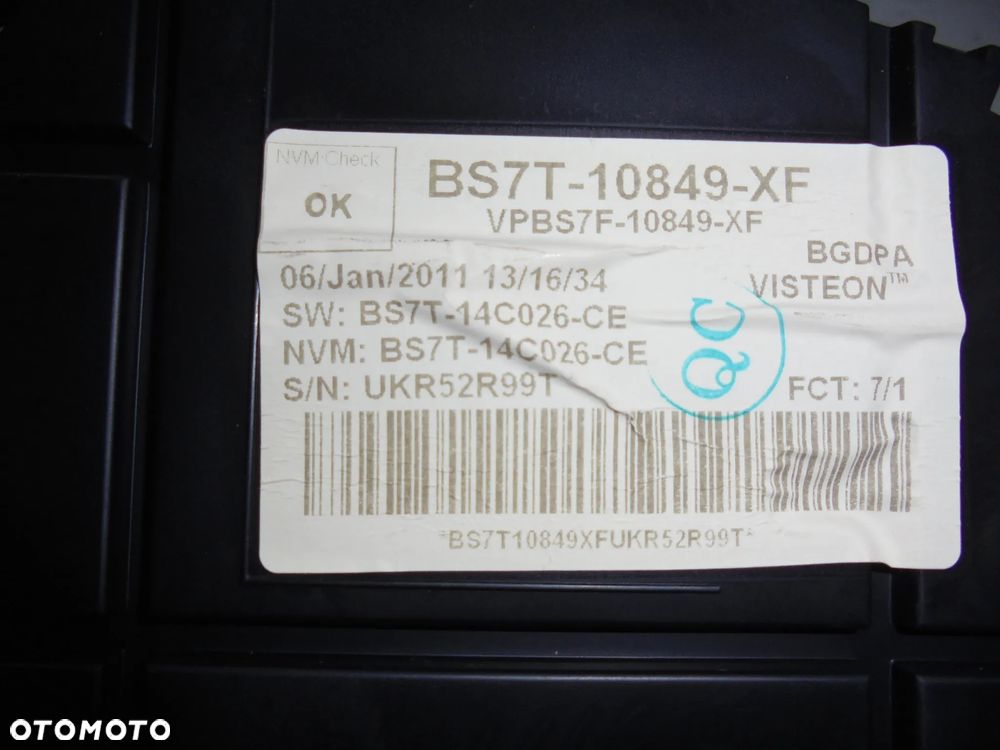 NVM·Check
OK
BS7T-10849-XF
VPBS7F-10849-XF
BGDPA
VISTEON™
06/Jan/2011 13/16/34
SW: BS7T-14C026-CE
NVM: BS7T-14C026-CE
S/N: UKR52R99T
QC
FCT: 7/1
*BS7T10849XFUKR52R99T*
OTOMOTO